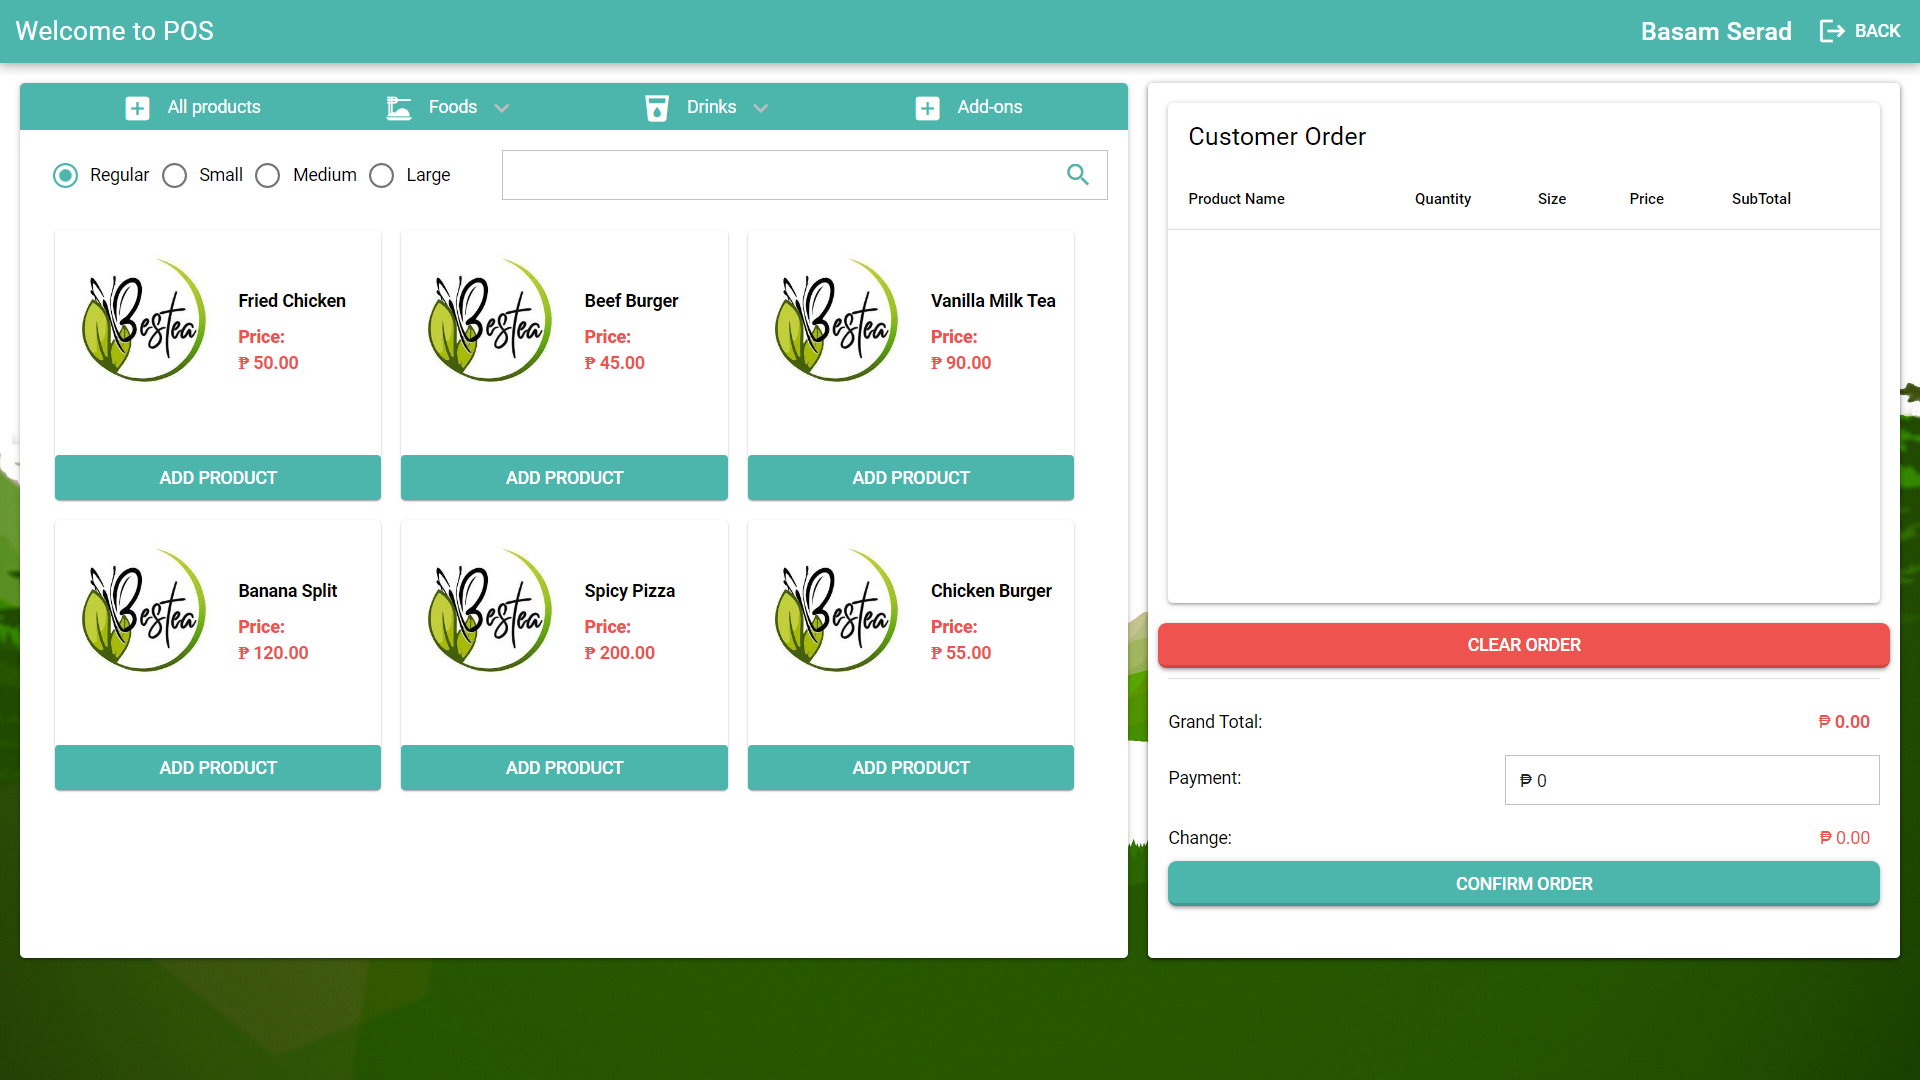 Welcome to POS
Basam Serad
BACK
All products
Foods
Drinks
Add-ons
Regular
Small
Medium
Large
Bestea
Fried Chicken
Price:
₱ 50.00
ADD PRODUCT
Bestea
Beef Burger
Price:
₱ 45.00
ADD PRODUCT
Bestea
Vanilla Milk Tea
Price:
₱ 90.00
ADD PRODUCT
Bestea
Banana Split
Price:
₱ 120.00
ADD PRODUCT
Bestea
Spicy Pizza
Price:
₱ 200.00
ADD PRODUCT
Bestea
Chicken Burger
Price:
₱ 55.00
ADD PRODUCT
Customer Order
Product Name Quantity Size Price SubTotal
CLEAR ORDER
Grand Total: ₱ 0.00
Payment: ₱ 0
Change: ₱ 0.00
CONFIRM ORDER